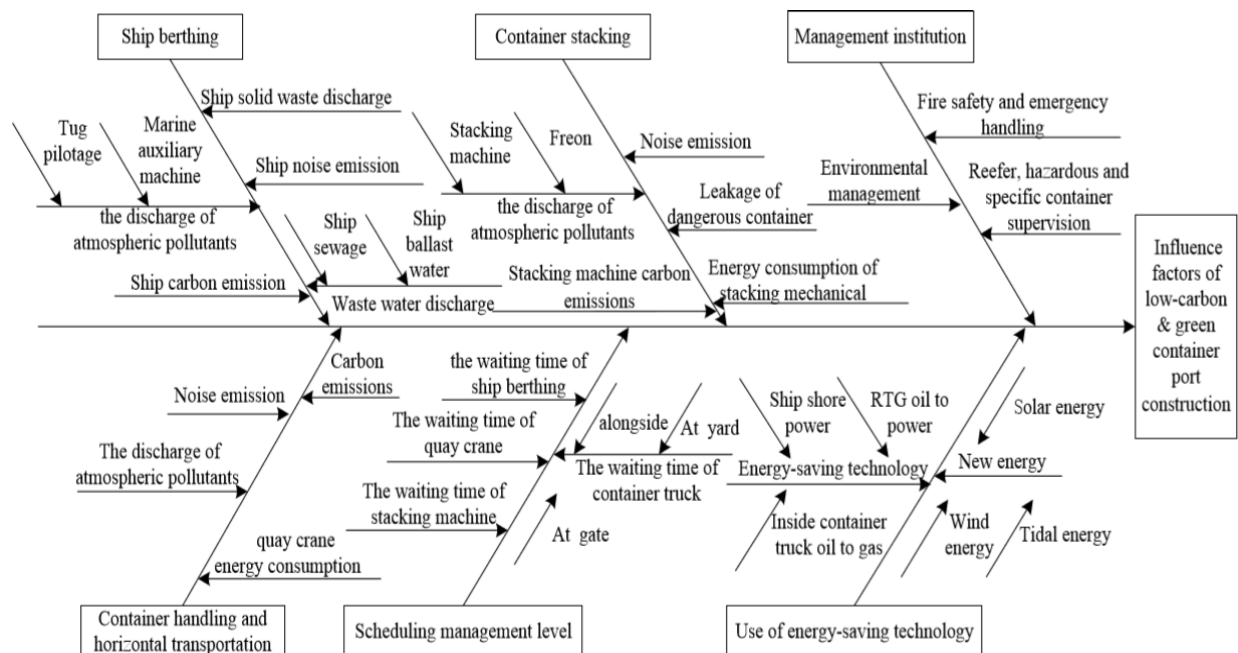 Ship berthing
Container stacking
Management institution
Ship solid waste discharge
Tug
pilotage
Marine
auxiliary
machine
Ship noise emission
the discharge of
atmospheric pollutants
Ship
sewage
Ship
ballast
water
Ship carbon emission
Waste water discharge
Stacking
machine
Freon
Noise emission
the discharge of
atmospheric pollutants
Leakage of
dangerous container
Stacking machine carbon
emissions
Energy consumption of
stacking mechanical
Fire safety and emergency
handling
Environmental
management
Reefer, hazardous and
specific container
supervision
Influence
factors of
low-carbon
& green
container
port
construction
Carbon
emissions
Noise emission
The discharge of
atmospheric pollutants
quay crane
energy consumption
the waiting time of
ship berthing
The waiting time of
quay crane
alongside
At yard
The waiting time of
container truck
The waiting time of
stacking machine
At gate
Ship shore
power
RTG oil to
power
Solar energy
Energy-saving technology
New energy
Inside container
truck oil to gas
Wind
energy
Tidal energy
Container handling and
horizontal transportation
Scheduling management level
Use of energy-saving technology